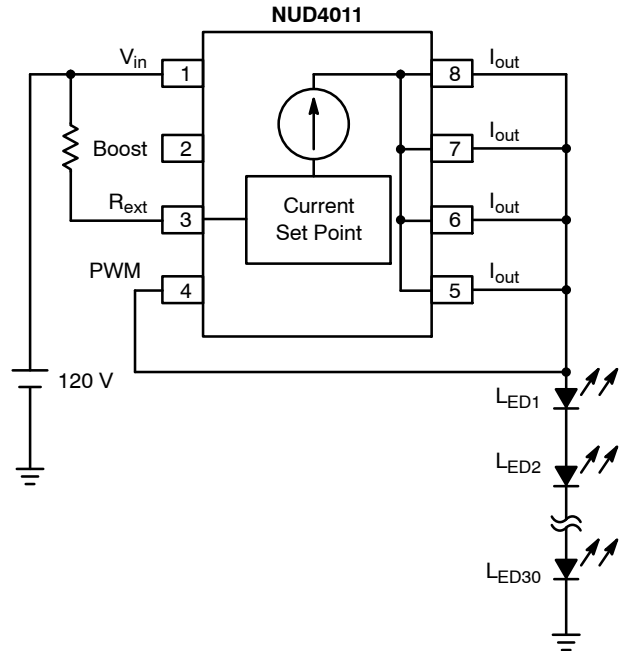 NUD4011
Vin
1
8
Iout
Boost
2
7
Iout
Rext
3
Current
Set Point
6
Iout
PWM
4
5
Iout
120 V
LED1
LED2
LED30